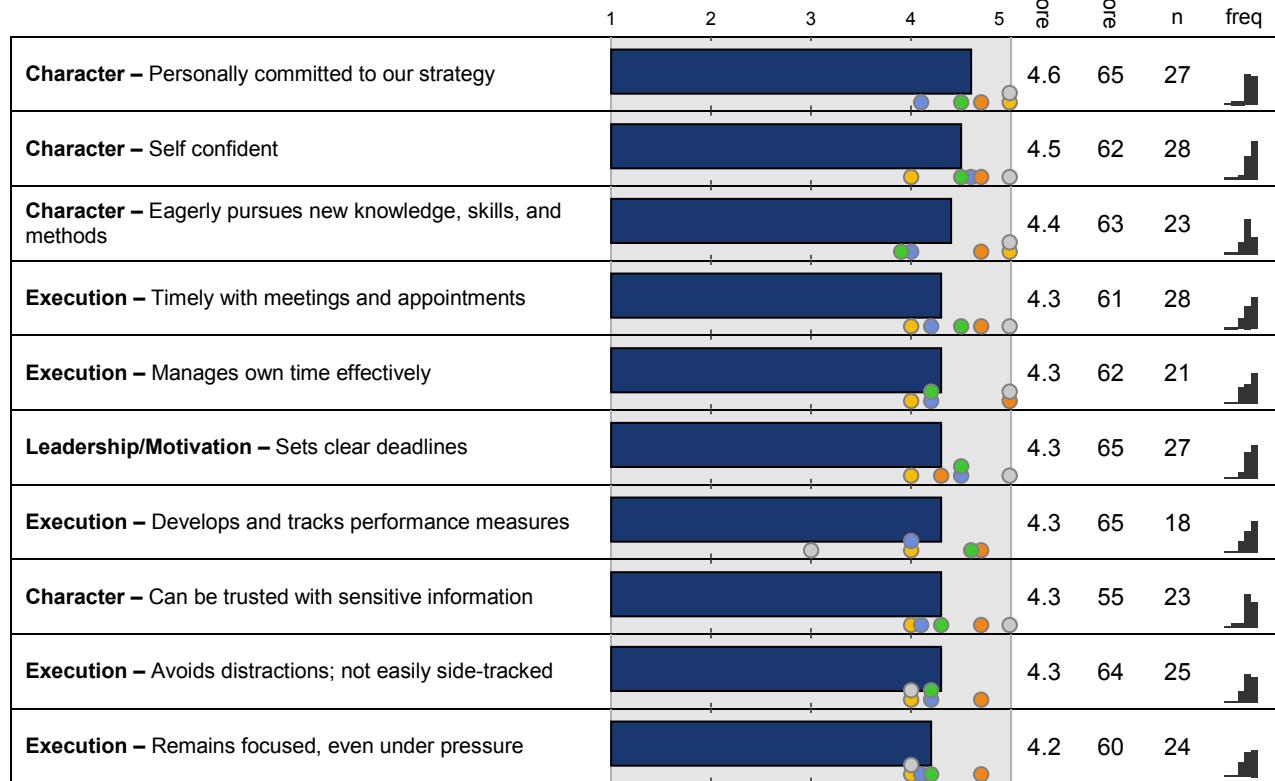 1 2 3 4 5 ore ore n freq
Character – Personally committed to our strategy 4.6 65 27
Character – Self confident 4.5 62 28
Character – Eagerly pursues new knowledge, skills, and
methods 4.4 63 23
Execution – Timely with meetings and appointments 4.3 61 28
Execution – Manages own time effectively 4.3 62 21
Leadership/Motivation – Sets clear deadlines 4.3 65 27
Execution – Develops and tracks performance measures 4.3 65 18
Character – Can be trusted with sensitive information 4.3 55 23
Execution – Avoids distractions; not easily side-tracked 4.3 64 25
Execution – Remains focused, even under pressure 4.2 60 24